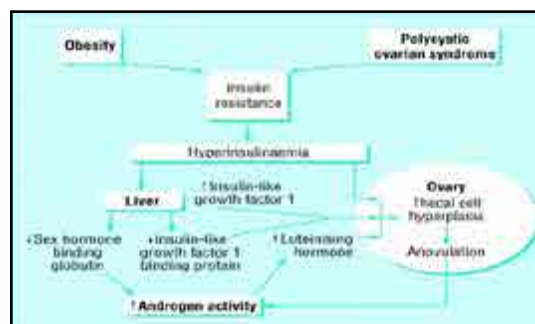 Obesity
Polycystic
ovarian syndrome
Insulin
resistance
Hyperinsulinaemia
Liver
↑Insulin-like
growth factor 1
Ovary
Thecal cell
hyperplasia
↓Sex hormone
binding
globulin
↓Insulin-like
growth factor 1
binding protein
↑Luteinising
hormone
Anovulation
↑Androgen activity